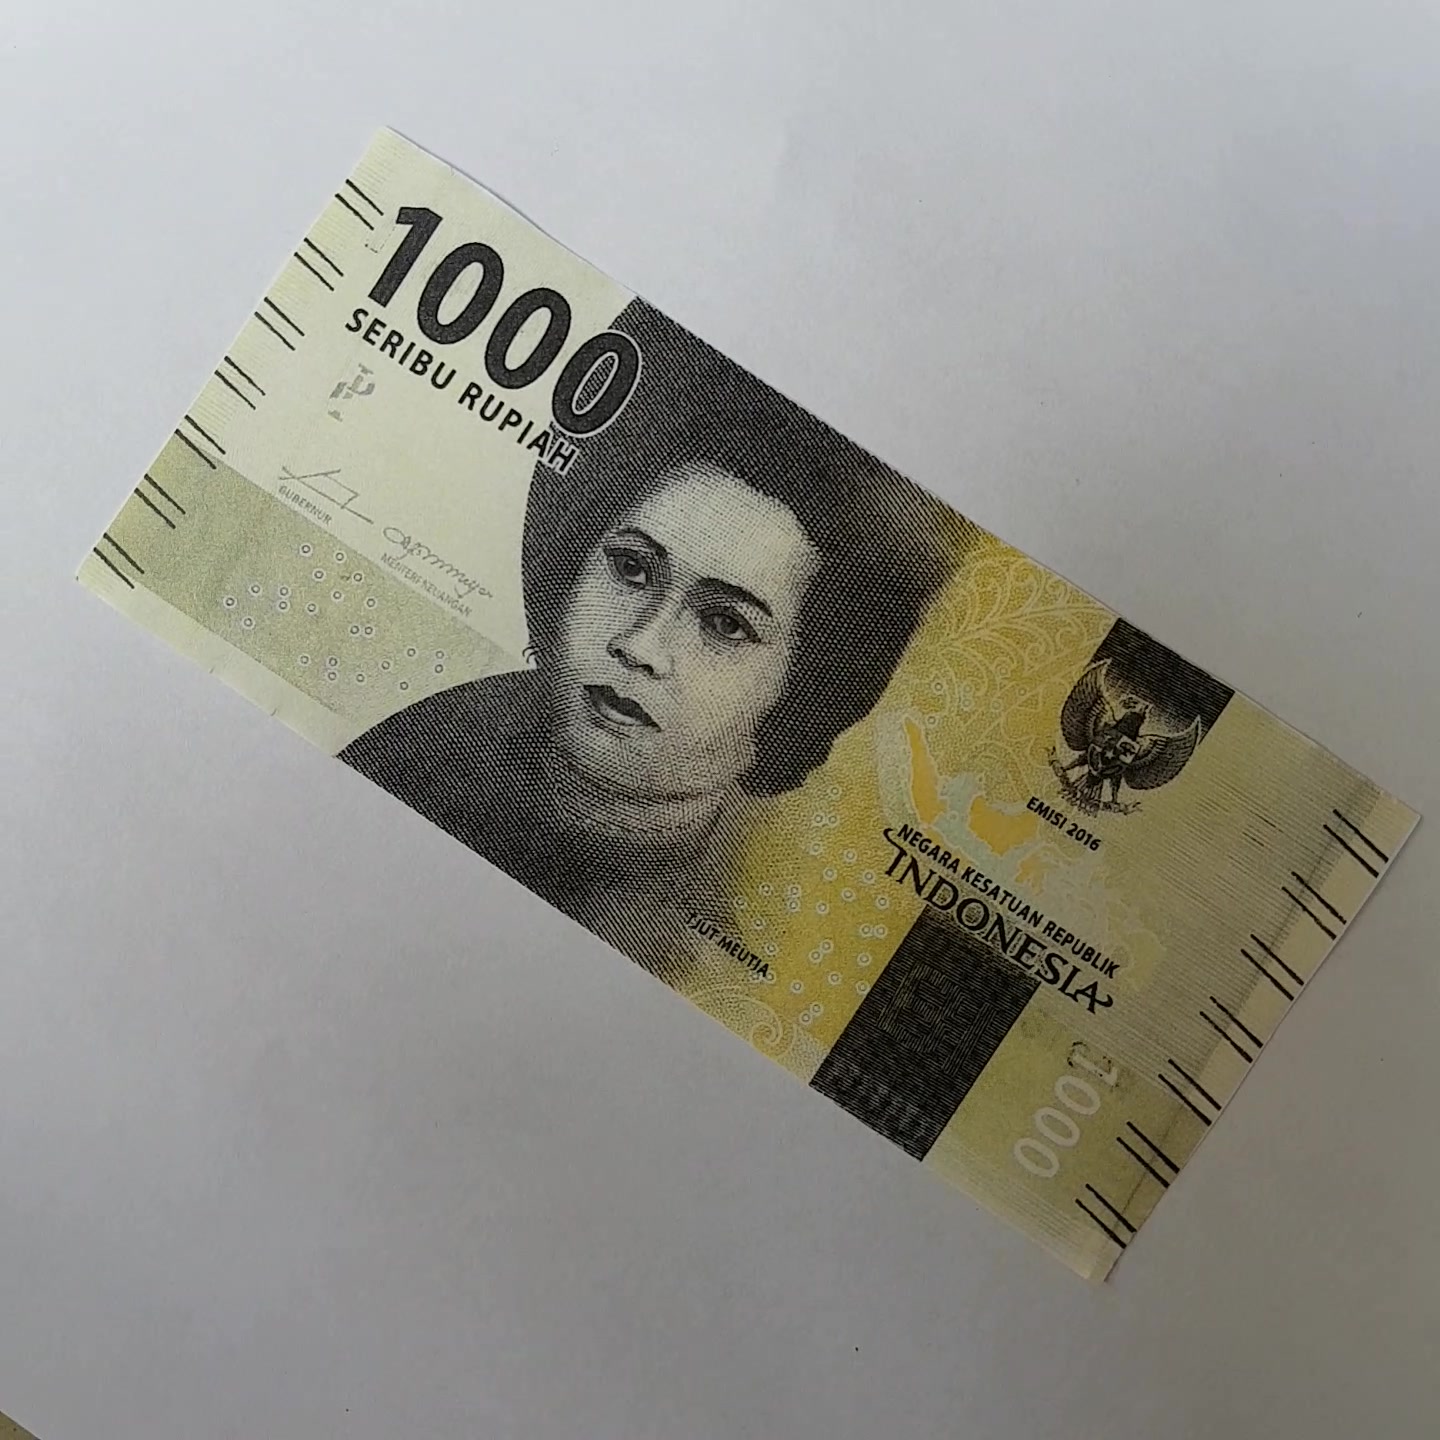 1000
SERIBU RUPIAH
GUBERNUR
MENTERI KEUANGAN
TJUT MEUTIA
EMISI 2016
NEGARA KESATUAN REPUBLIK
INDONESIA
1000